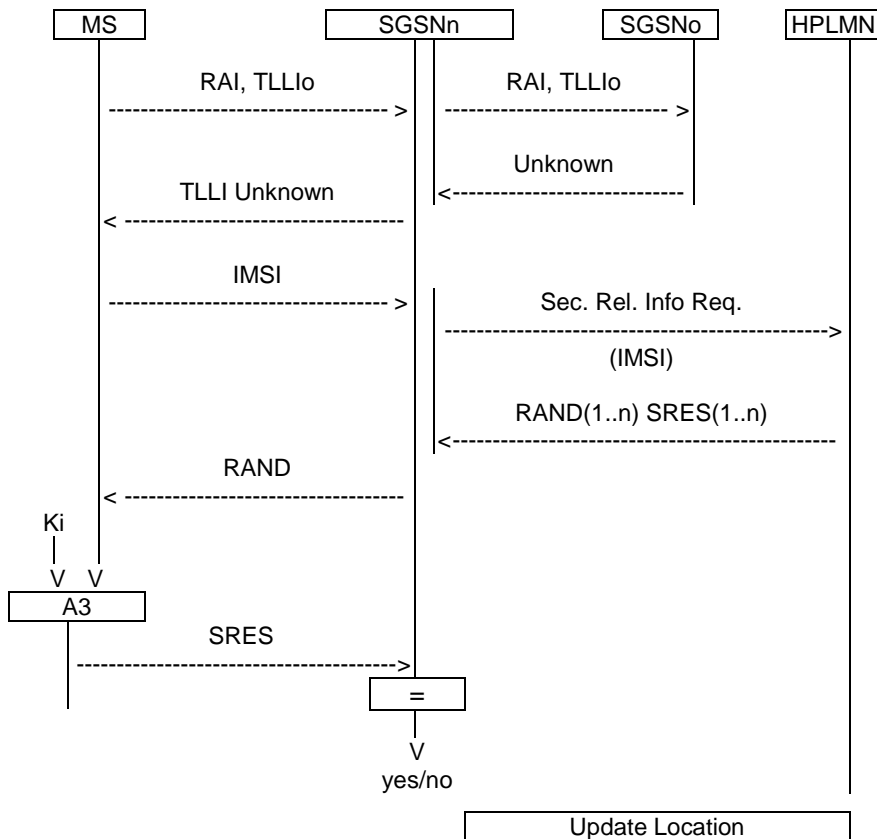 MS SGSNn SGSNo HPLMN
RAI, TLLIo RAI, TLLIo
------------------------------------ > ------------------------------ >
Unknown
<------------------------------
TLLI Unknown
< ------------------------------------
IMSI
------------------------------------ > Sec. Rel. Info Req.
-------------------------------------------------->
(IMSI)
RAND(1..n) SRES(1..n)
<--------------------------------------------------
RAND
< ------------------------------------
Ki
V V
A3
SRES
------------------------------------------>
=
V
yes/no
Update Location